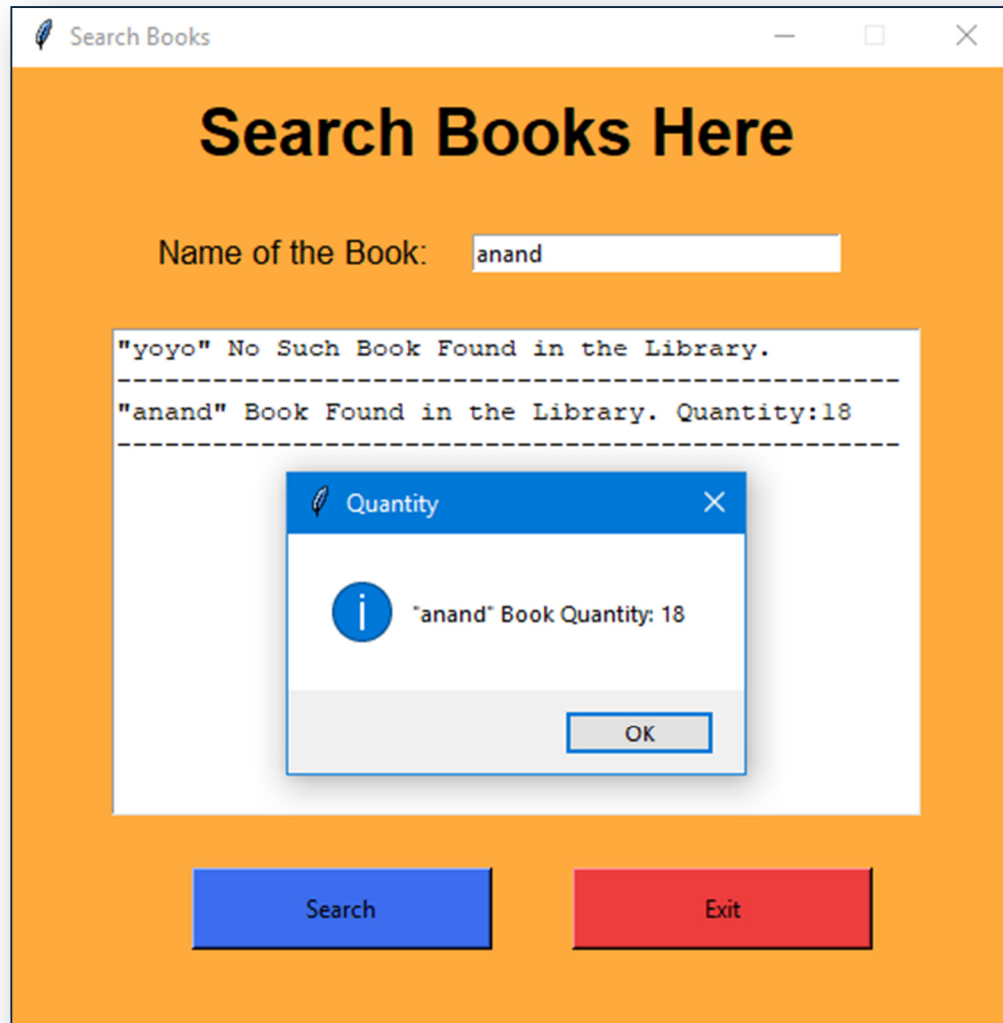 Search Books
Search Books Here
Name of the Book: anand
"yoyo" No Such Book Found in the Library.
-------------------------------------------------
"anand" Book Found in the Library. Quantity:18
-------------------------------------------------
Quantity
"anand" Book Quantity: 18
OK
Search Exit